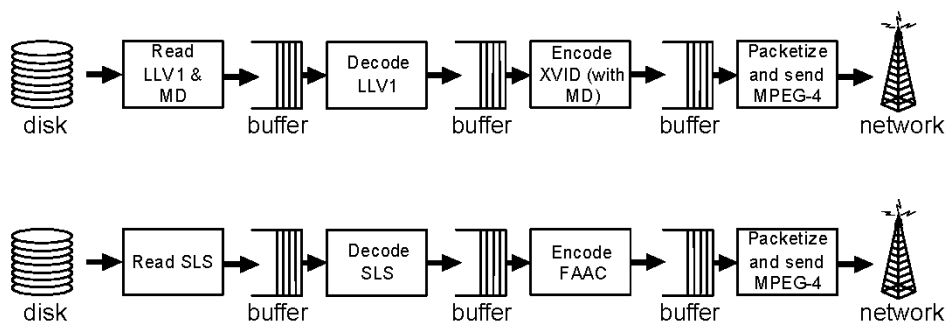 Read
LLV1 &
MD
Decode
LLV1
Encode
XVID (with
MD)
Packetize
and send
MPEG-4
disk
buffer
buffer
buffer
network
Read SLS
Decode
SLS
Encode
FAAC
Packetize
and send
MPEG-4
disk
buffer
buffer
buffer
network